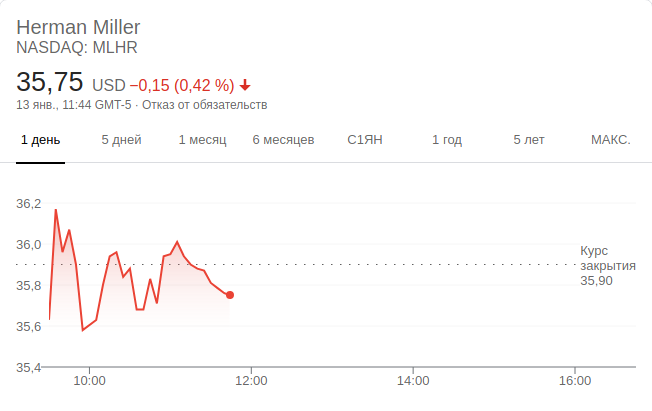 Herman Miller
NASDAQ: MLHR
35,75 USD −0,15 (0,42 %)
13 янв., 11:44 GMT-5 · Отказ от обязательств
1 день 5 дней 1 месяц 6 месяцев С1ЯН 1 год 5 лет МАКС.
36,2
36,0
35,8
35,6
35,4
Курс
закрытия
35,90
10:00 12:00 14:00 16:00